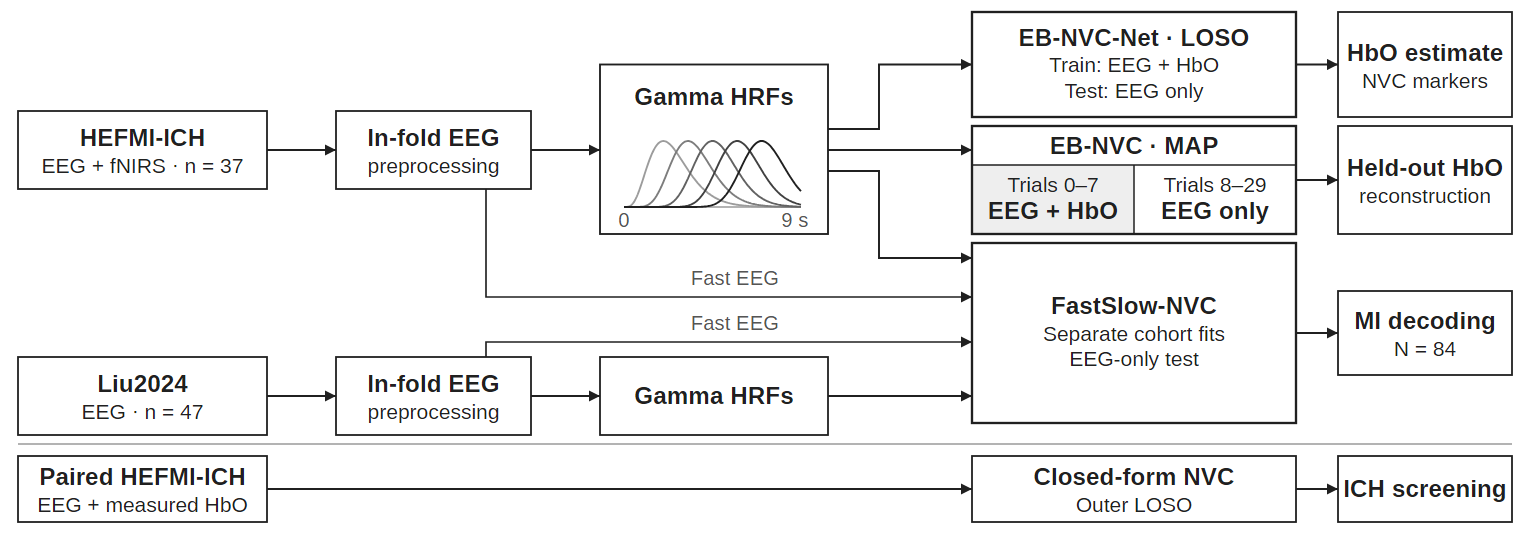 HEFMI-ICH
EEG + fNIRS · n = 37
In-fold EEG
preprocessing
Gamma HRFs
0
9 s
EB-NVC-Net · LOSO
Train: EEG + HbO
Test: EEG only
HbO estimate
NVC markers
EB-NVC · MAP
Trials 0–7
EEG + HbO
Trials 8–29
EEG only
Held-out HbO
reconstruction
Fast EEG
Fast EEG
FastSlow-NVC
Separate cohort fits
EEG-only test
MI decoding
N = 84
Liu2024
EEG · n = 47
In-fold EEG
preprocessing
Gamma HRFs
Paired HEFMI-ICH
EEG + measured HbO
Closed-form NVC
Outer LOSO
ICH screening